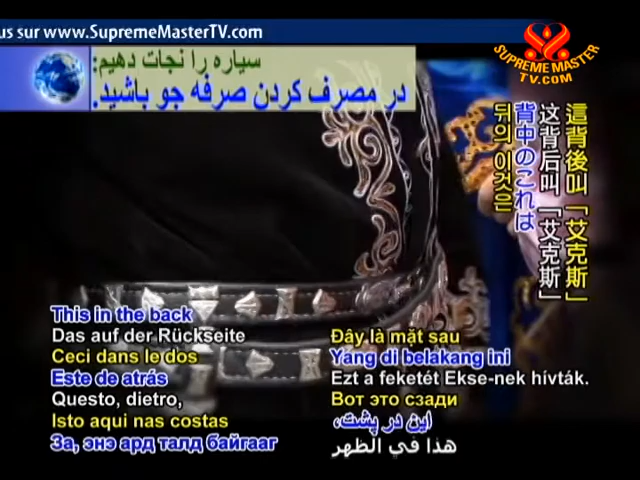 us sur www.SupremeMasterTV.com
SUPREME MASTER
TV.COM
سیاره را نجات دهیم:
در مصرف کردن صرفه جو باشید.
這背後叫「艾克斯」
这背后叫「艾克斯」
背中のこれは
뒤의 이것은
This in the back
Das auf der Rückseite
Ceci dans le dos
Este de atrás
Questo, dietro,
Isto aqui nas costas
За, энэ ард талд байгааг
Đây là mặt sau
Yang di belakang ini
Ezt a feketét Ekse-nek hívták.
Вот это сзади
این در پشت،
هذا في الظهر